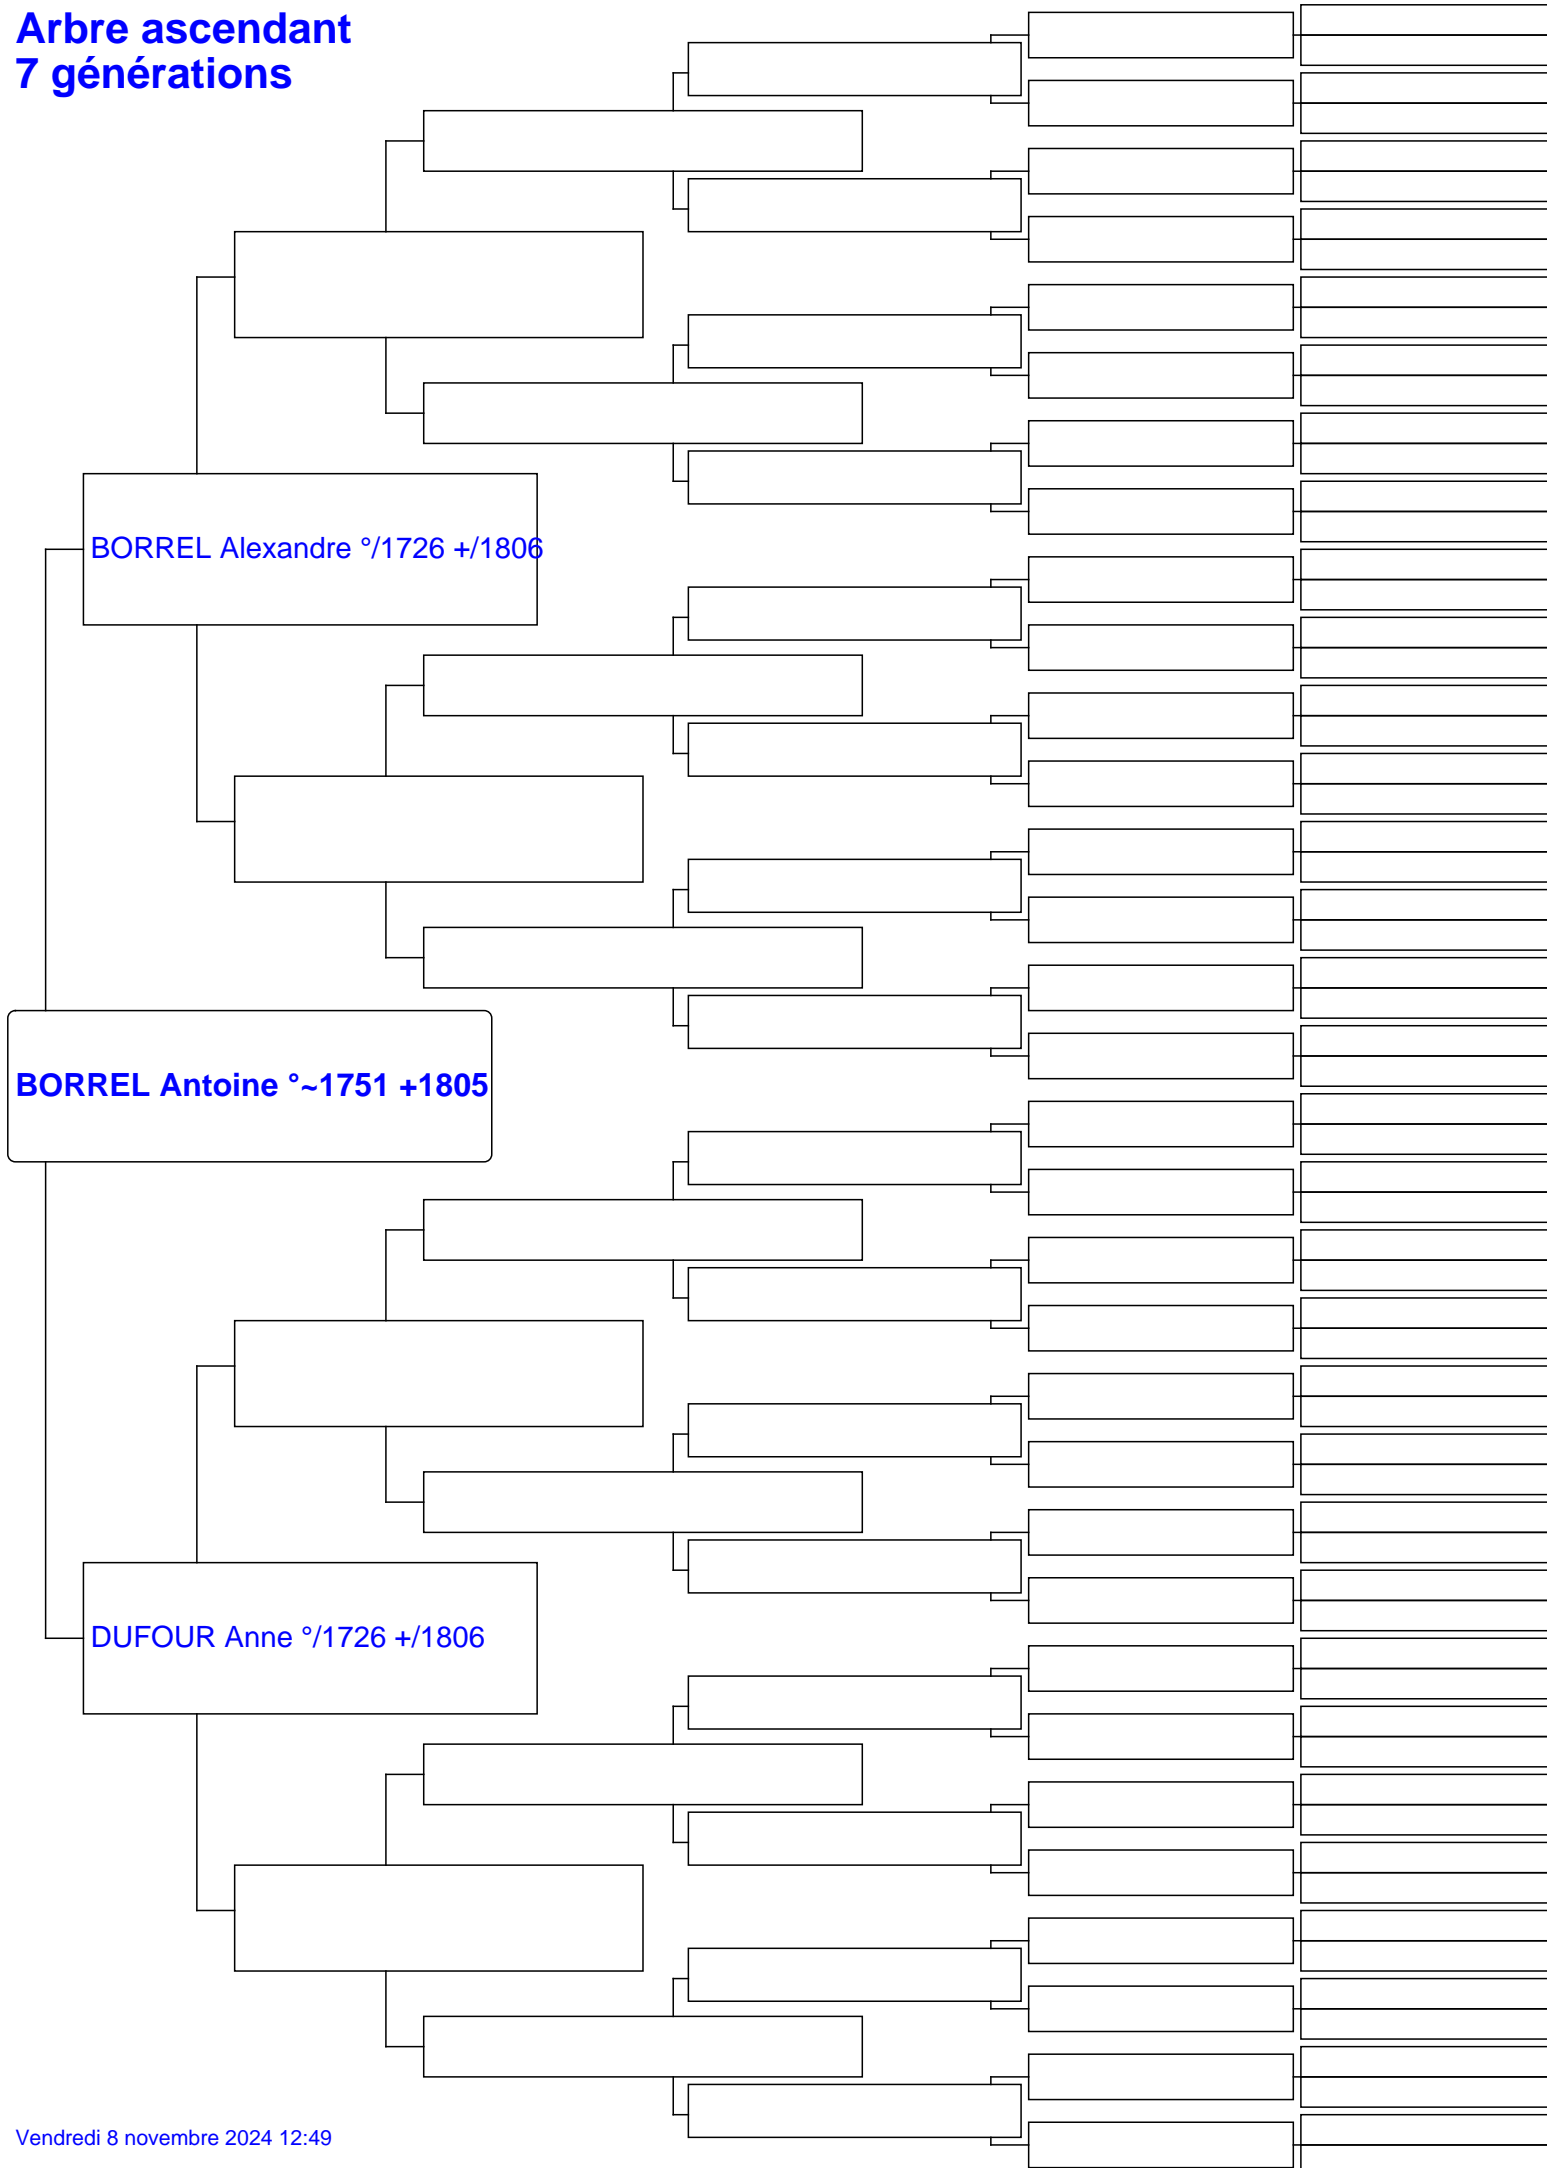 Arbre ascendant
7 générations
BORREL Alexandre °/1726 +/1806
BORREL Antoine °~1751 +1805
DUFOUR Anne °/1726 +/1806
Vendredi 8 novembre 2024 12:49